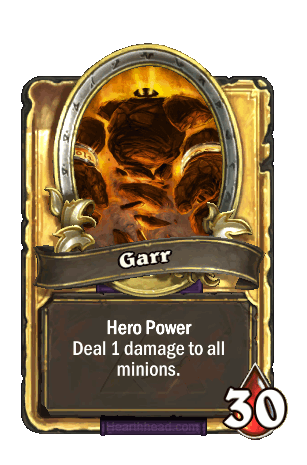 Garr
Hero Power
Deal 1 damage to all
minions.
30
Hearthhead.com